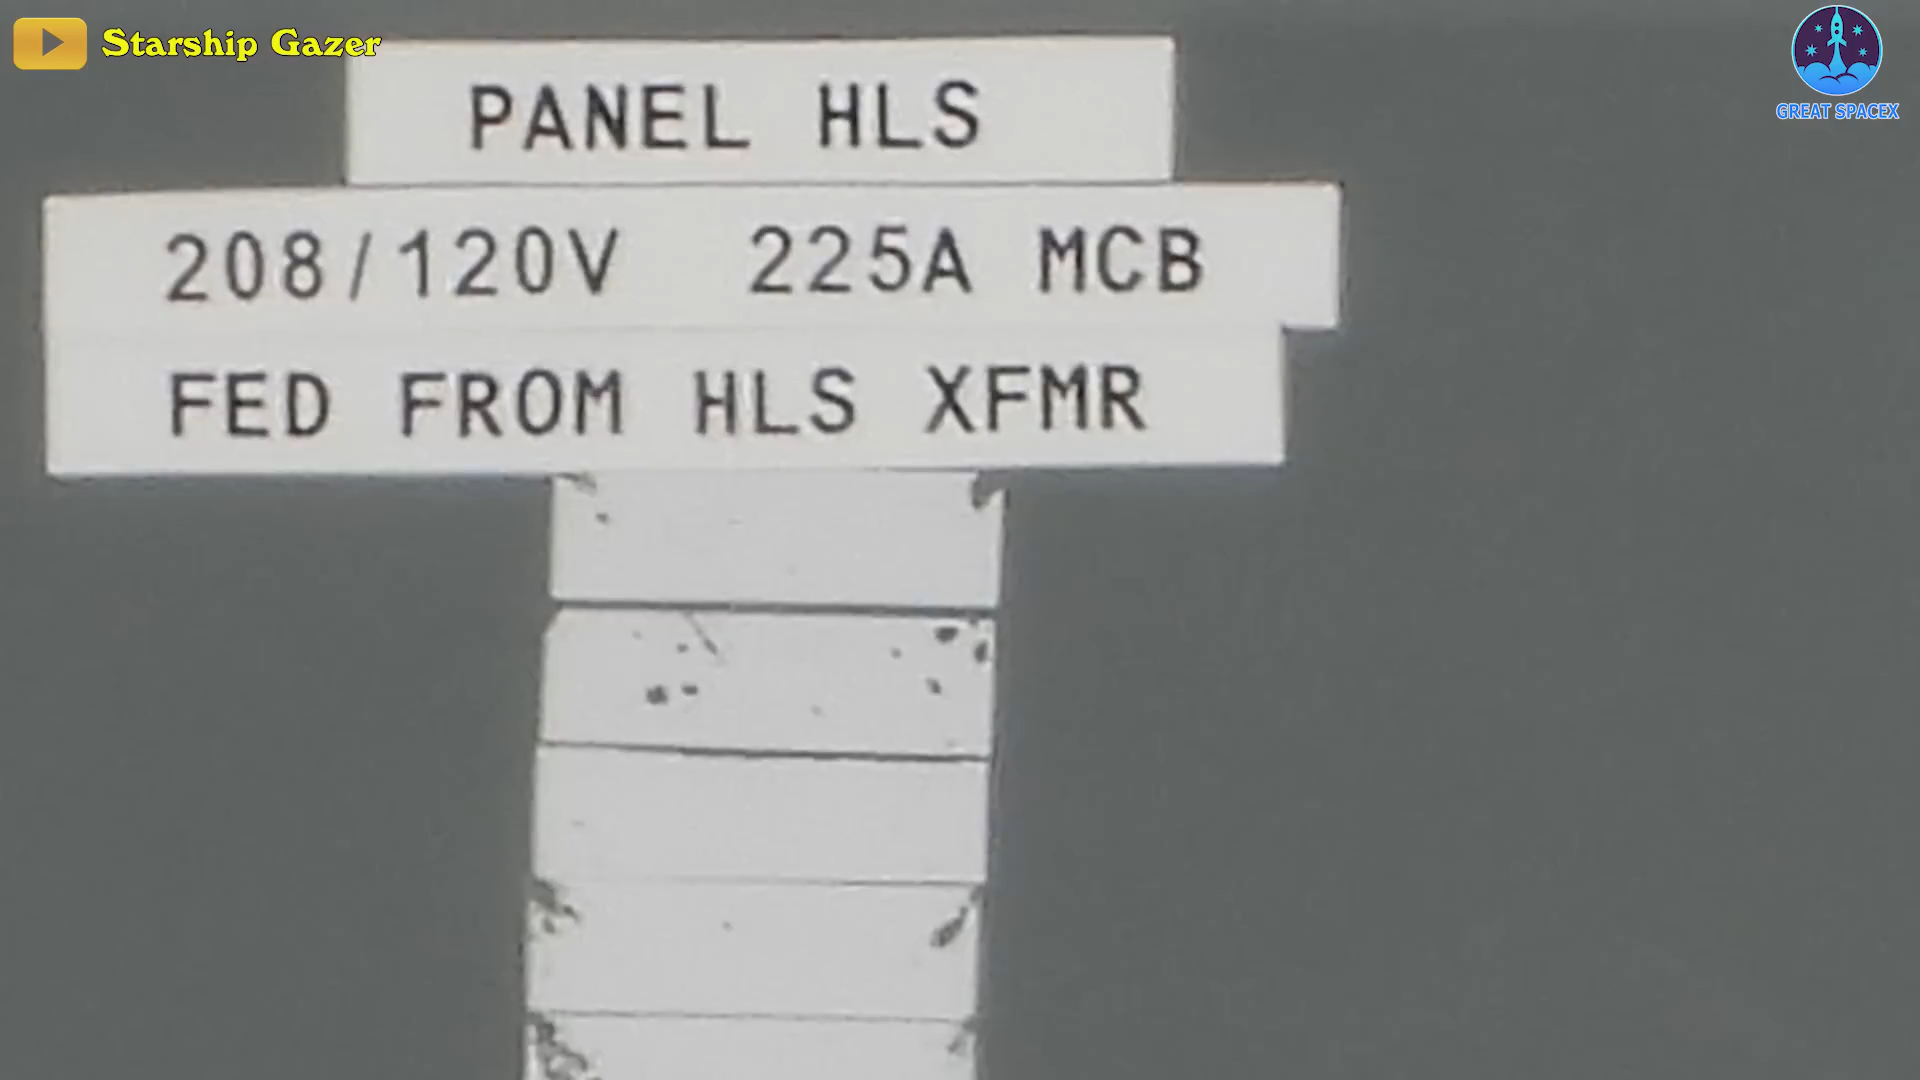 Starship Gazer
GREAT SPACEX
PANEL HLS
208/120V 225A MCB
FED FROM HLS XFMR